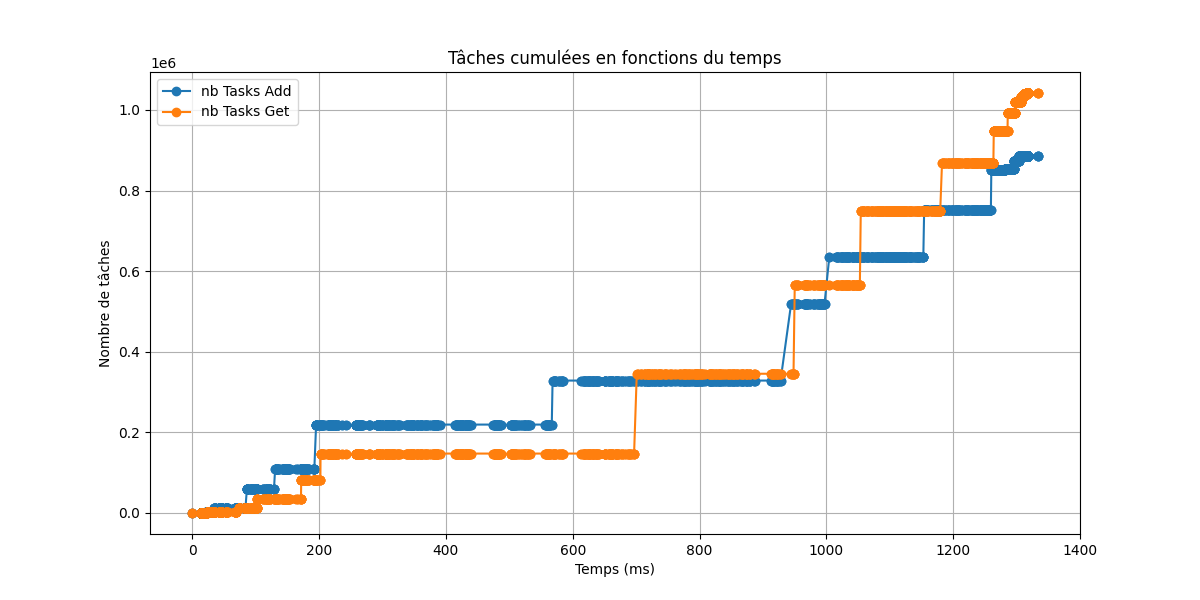 Tâches cumulées en fonctions du temps
1e6
nb Tasks Add
nb Tasks Get
1.0
0.8
0.6
0.4
0.2
0.0
Nombre de tâches
0 200 400 600 800 1000 1200 1400
Temps (ms)